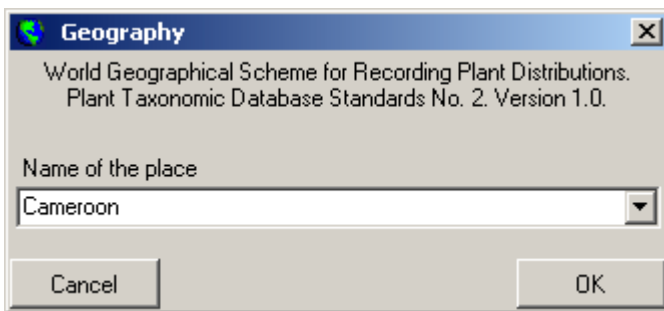 Geography
World Geographical Scheme for Recording Plant Distributions.
Plant Taxonomic Database Standards No. 2. Version 1.0.
Name of the place
Cameroon
Cancel OK